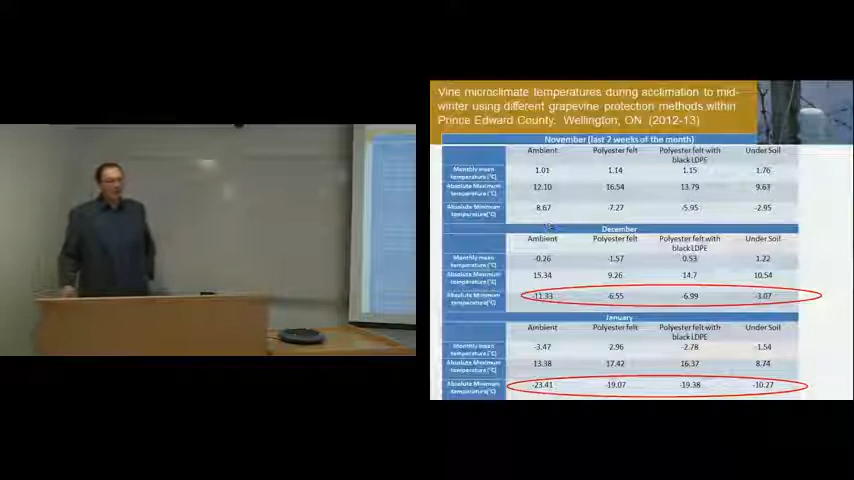 Vine microclimate temperatures during acclimation to mid-
winter using different grapevine protection methods within
Prince Edward County. Wellington, ON (2012-13)
November (last 2 weeks of the month)
Ambient Polyester felt Polyester felt with black LDPE Under Soil
Monthly mean temperature (°C) 1.01 1.14 1.15 1.76
Absolute Maximum temperature (°C) 12.10 16.54 13.79 9.63
Absolute Minimum temperature(°C) 8.67 -7.27 -5.95 -2.95
December
Ambient Polyester felt Polyester felt with black LDPE Under Soil
Monthly mean temperature (°C) -0.26 -1.57 0.53 1.22
Absolute Maximum temperature (°C) 15.34 9.26 14.7 10.54
Absolute Minimum temperature(°C) -11.33 -6.55 -6.99 -3.07
January
Ambient Polyester felt Polyester felt with black LDPE Under Soil
Monthly mean temperature (°C) -3.47 2.96 -2.78 -1.54
Absolute Maximum temperature (°C) 13.38 17.42 16.37 8.74
Absolute Minimum temperature(°C) -23.41 -19.07 -19.38 -10.27